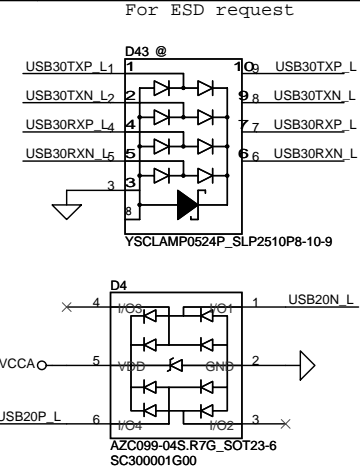 For ESD request
D43 @
USB30TXP_L 1 1 10 9 USB30TXP_L
USB30TXN_L 2 2 9 8 USB30TXN_L
USB30RXP_L 4 4 7 7 USB30RXP_L
USB30RXN_L 5 5 6 6 USB30RXN_L
3 3
8
YSCLAMP0524P_SLP2510P8-10-9
D4
4 I/O3 I/O1 1 USB20N_L
VCCA 5 VDD GND 2
USB20P_L 6 I/O4 I/O2 3
AZC099-04S.R7G_SOT23-6
SC300001G00